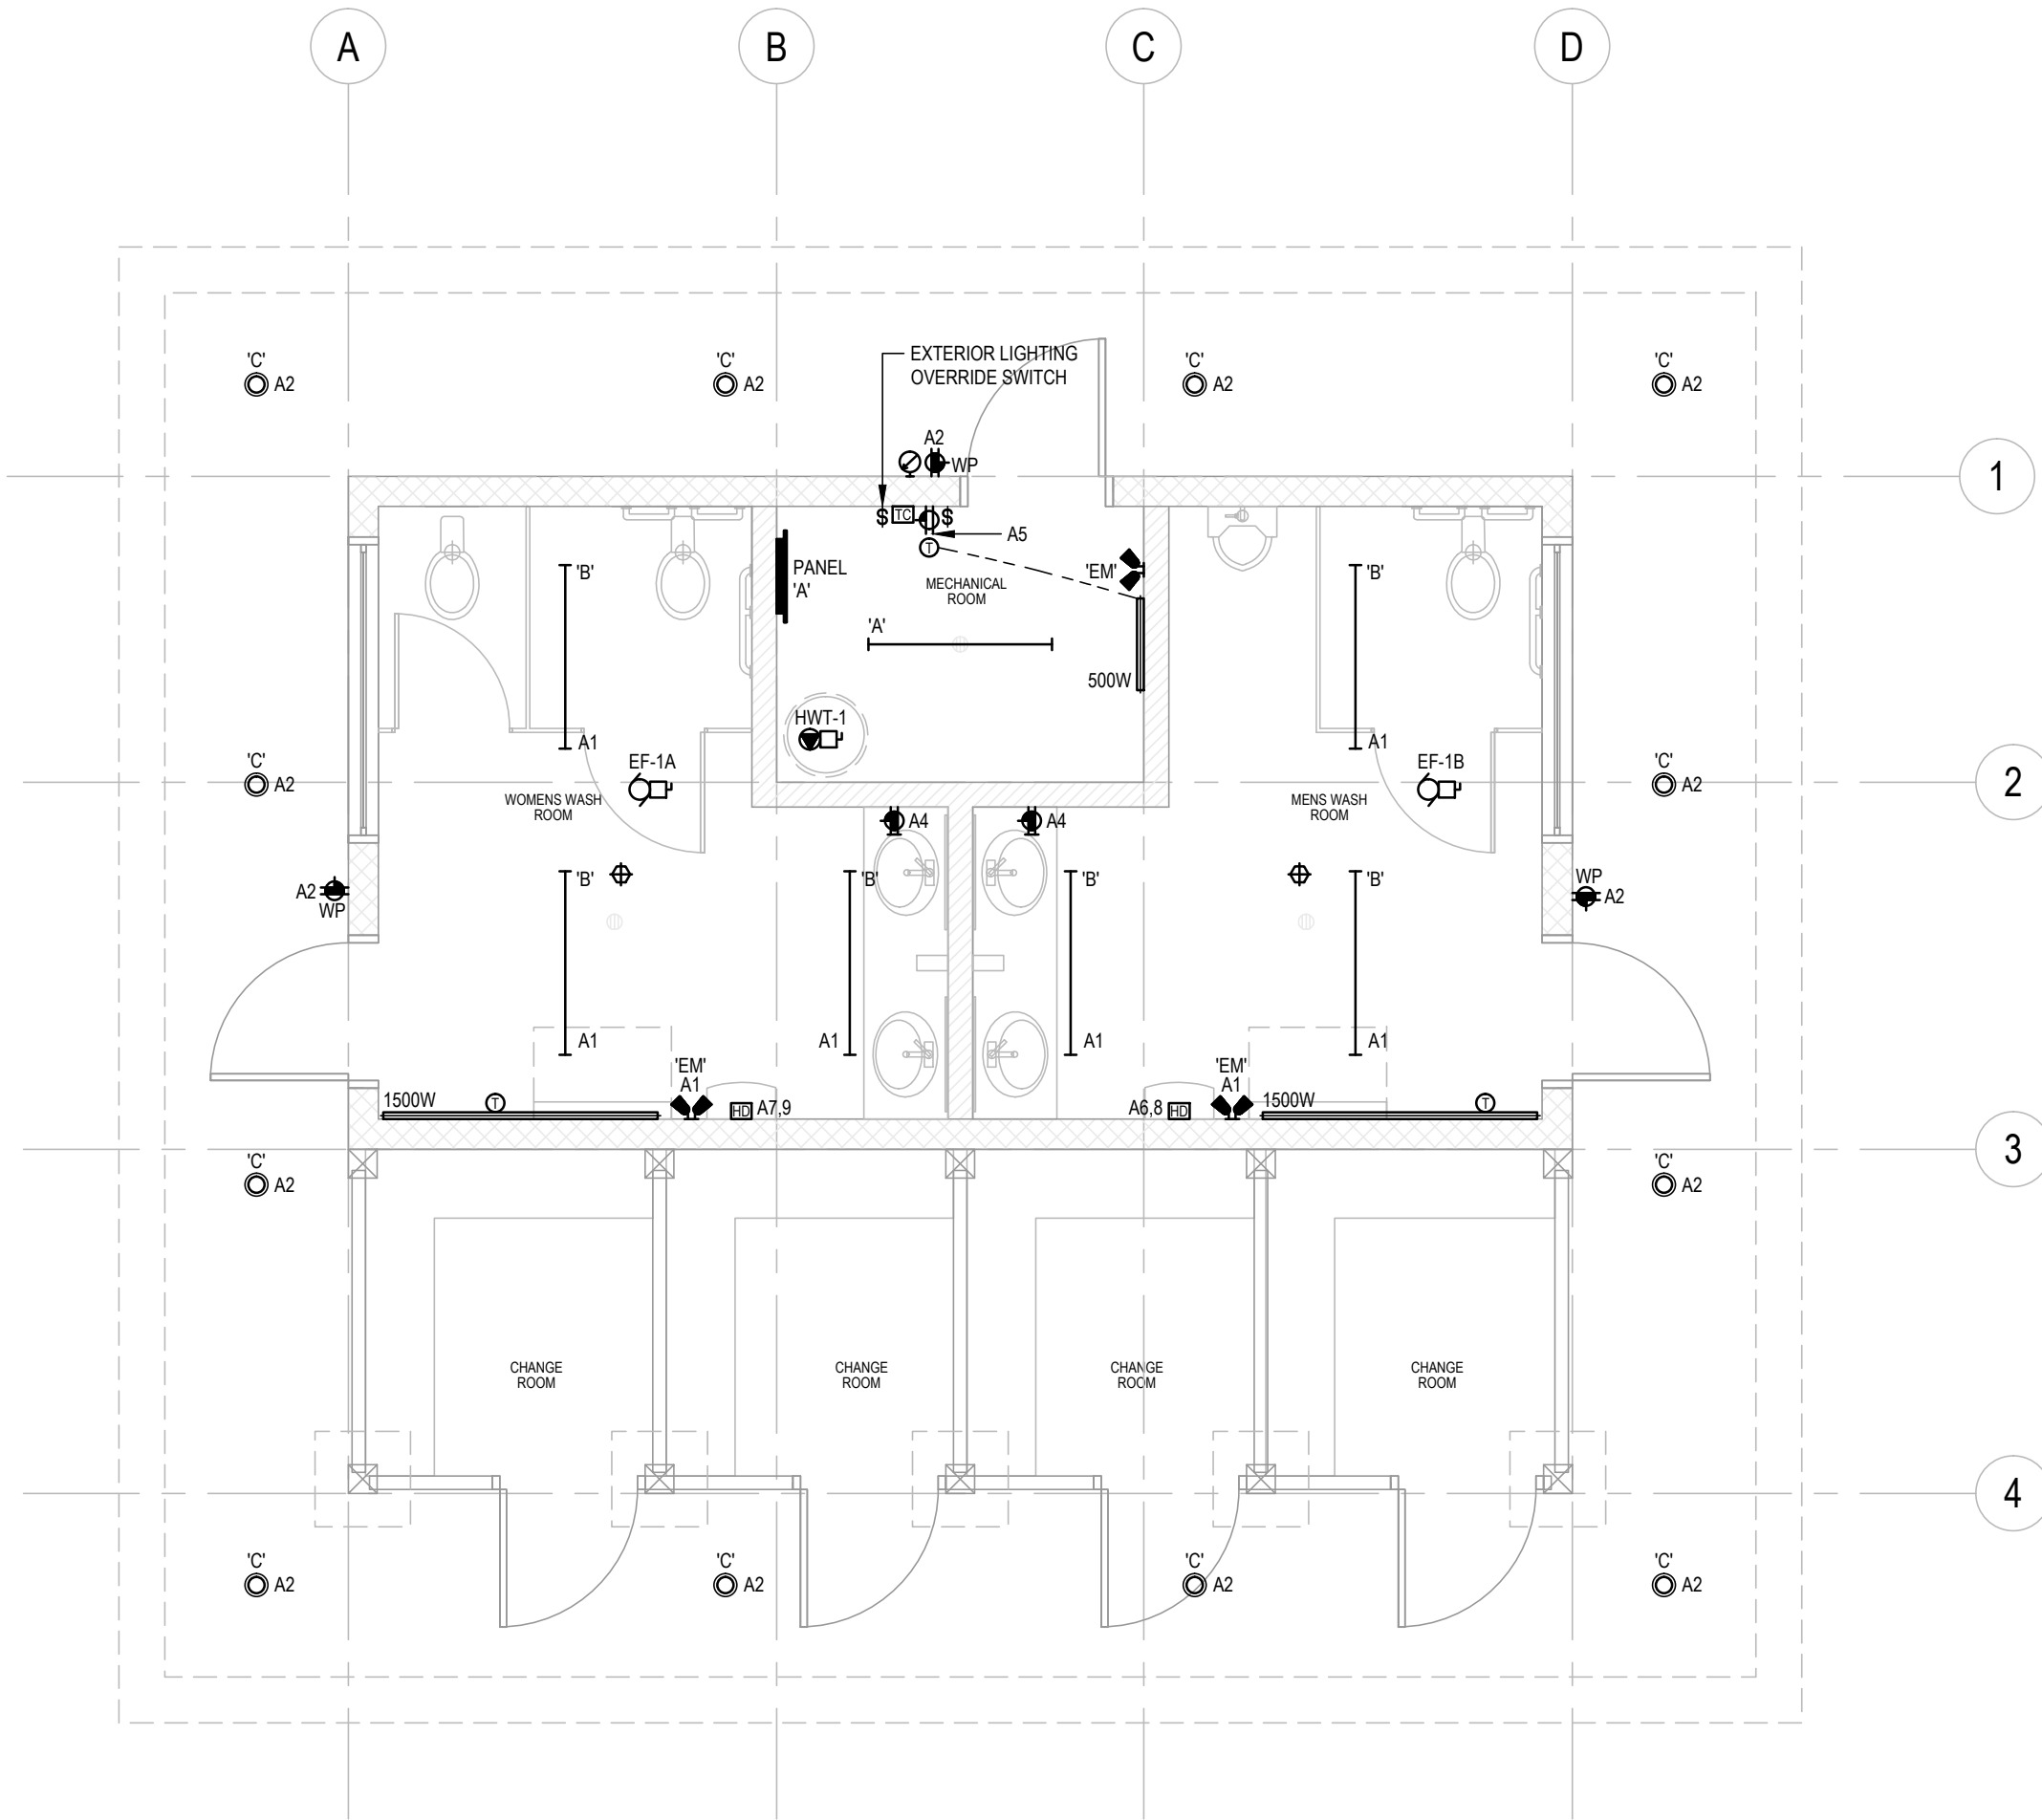 A
B
C
D
1
2
3
4
'C'
A2
'C'
A2
'C'
A2
'C'
A2
EXTERIOR LIGHTING
OVERRIDE SWITCH
A2
WP
$
TC
$
A5
T
PANEL
'A'
MECHANICAL
ROOM
'EM'
'A'
500W
HWT-1
'B'
A1
'B'
A1
EF-1A
EF-1B
'C'
A2
'C'
A2
WOMENS WASH
ROOM
MENS WASH
ROOM
A4
A4
A2
WP
'B'
A1
'B'
A1
'B'
A1
'B'
A1
WP
A2
1500W
T
'EM'
A1
HD
A7,9
A6,8
HD
'EM'
A1
1500W
T
'C'
A2
'C'
A2
CHANGE
ROOM
CHANGE
ROOM
CHANGE
ROOM
CHANGE
ROOM
'C'
A2
'C'
A2
'C'
A2
'C'
A2